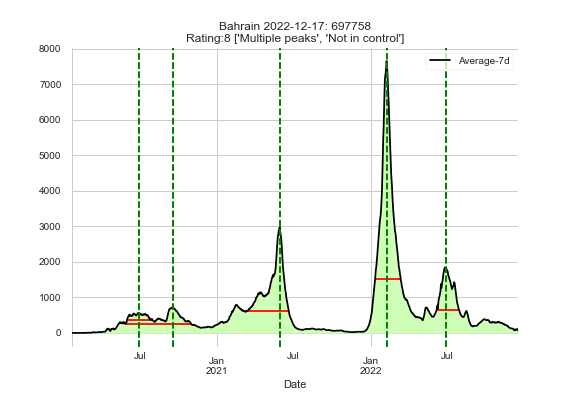 Bahrain 2022-12-17: 697758
Rating:8 ['Multiple peaks', 'Not in control']
Average-7d
8000
7000
6000
5000
4000
3000
2000
1000
0
Jul
Jan
2021
Jul
Jan
2022
Jul
Date